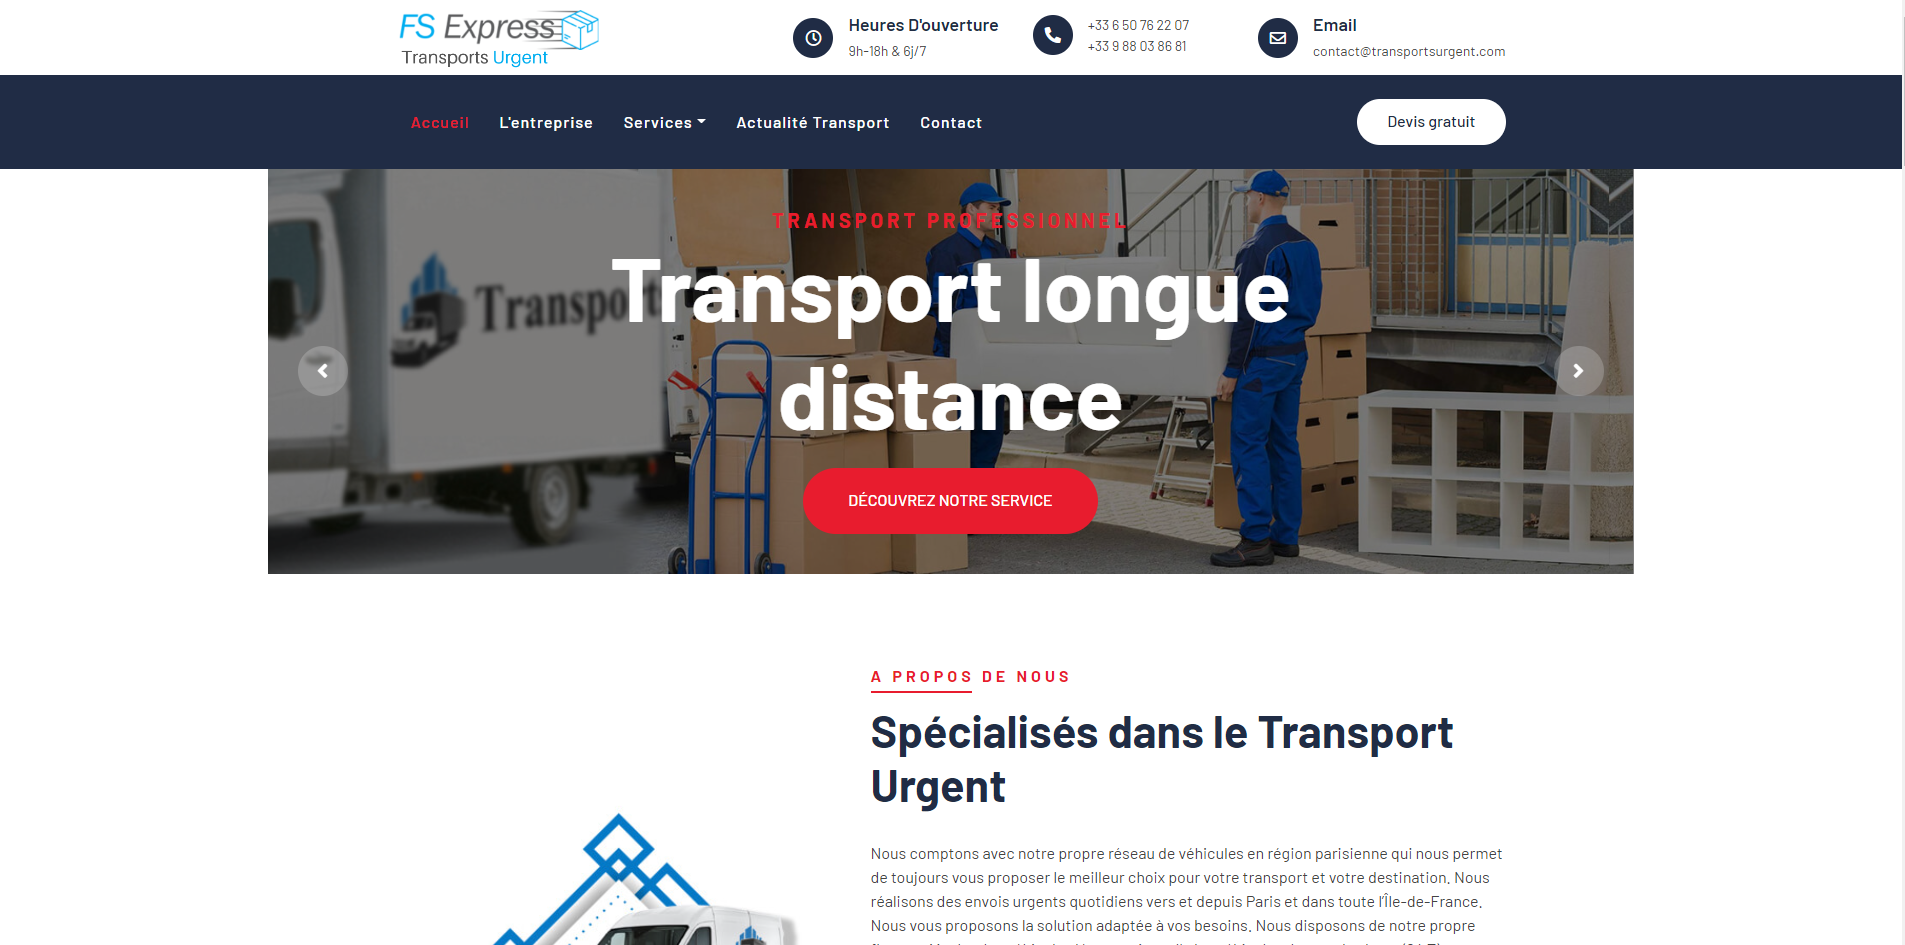 FS Express
Transports Urgent
Heures D'ouverture
9h-18h & 6j/7
+33 6 50 76 22 07
+33 9 88 03 86 81
Email
contact@transportsurgent.com
Accueil
L'entreprise
Services
Actualité Transport
Contact
Devis gratuit
TRANSPORT PROFESSIONNEL
Transport
Transport longue
distance
DÉCOUVREZ NOTRE SERVICE
A PROPOS DE NOUS
Spécialisés dans le Transport
Urgent
Nous comptons avec notre propre réseau de véhicules en région parisienne qui nous permet
de toujours vous proposer le meilleur choix pour votre transport et votre destination. Nous
réalisons des envois urgents quotidiens vers et depuis Paris et dans toute l'Île-de-France.
Nous vous proposons la solution adaptée à vos besoins. Nous disposons de notre propre